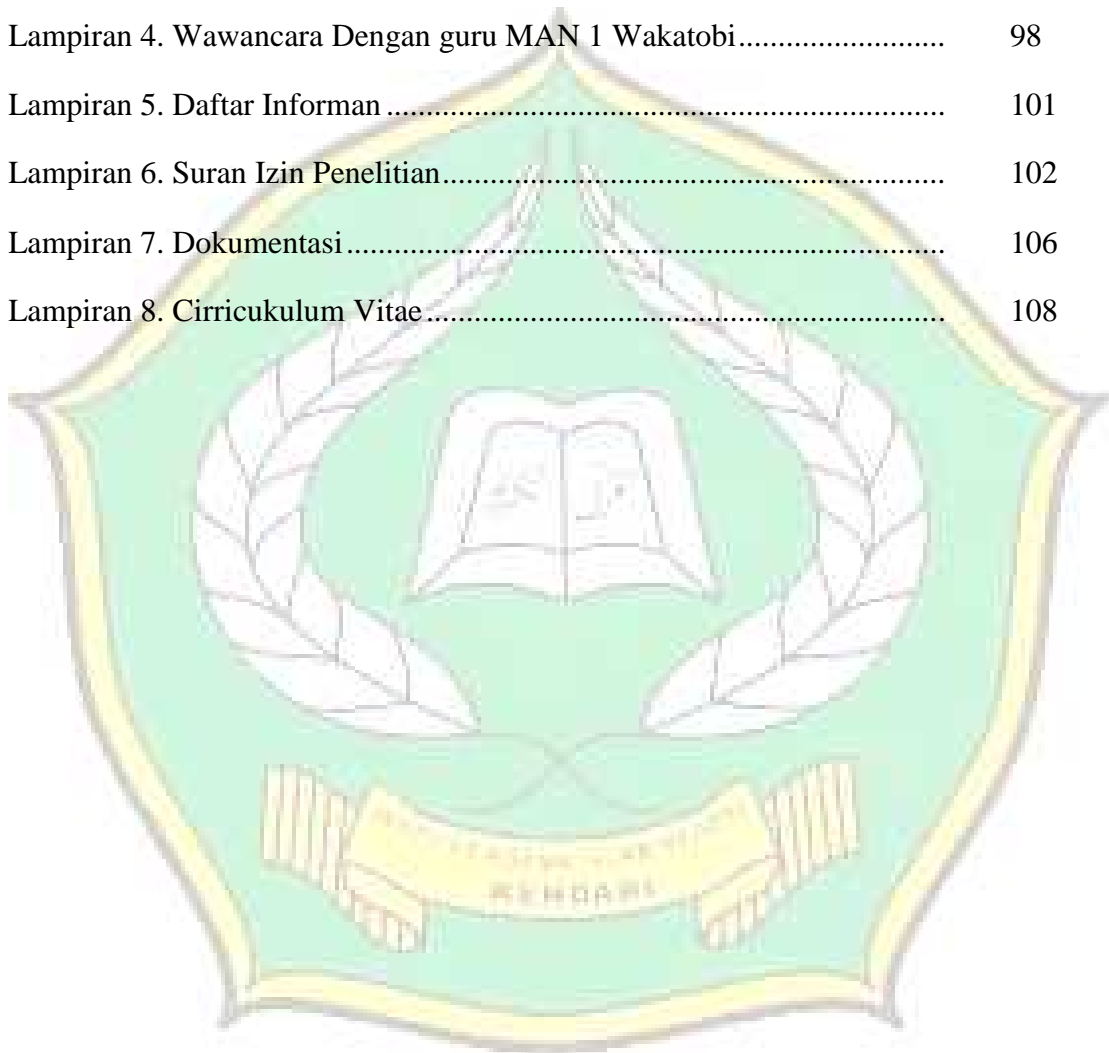 Lampiran 4. Wawancara Dengan guru MAN 1 Wakatobi........................ 98
Lampiran 5. Daftar Informan ................................................................ 101
Lampiran 6. Suran Izin Penelitian.......................................................... 102
Lampiran 7. Dokumentasi....................................................................... 106
Lampiran 8. Cirricukulum Vitae............................................................. 108
KENDARI